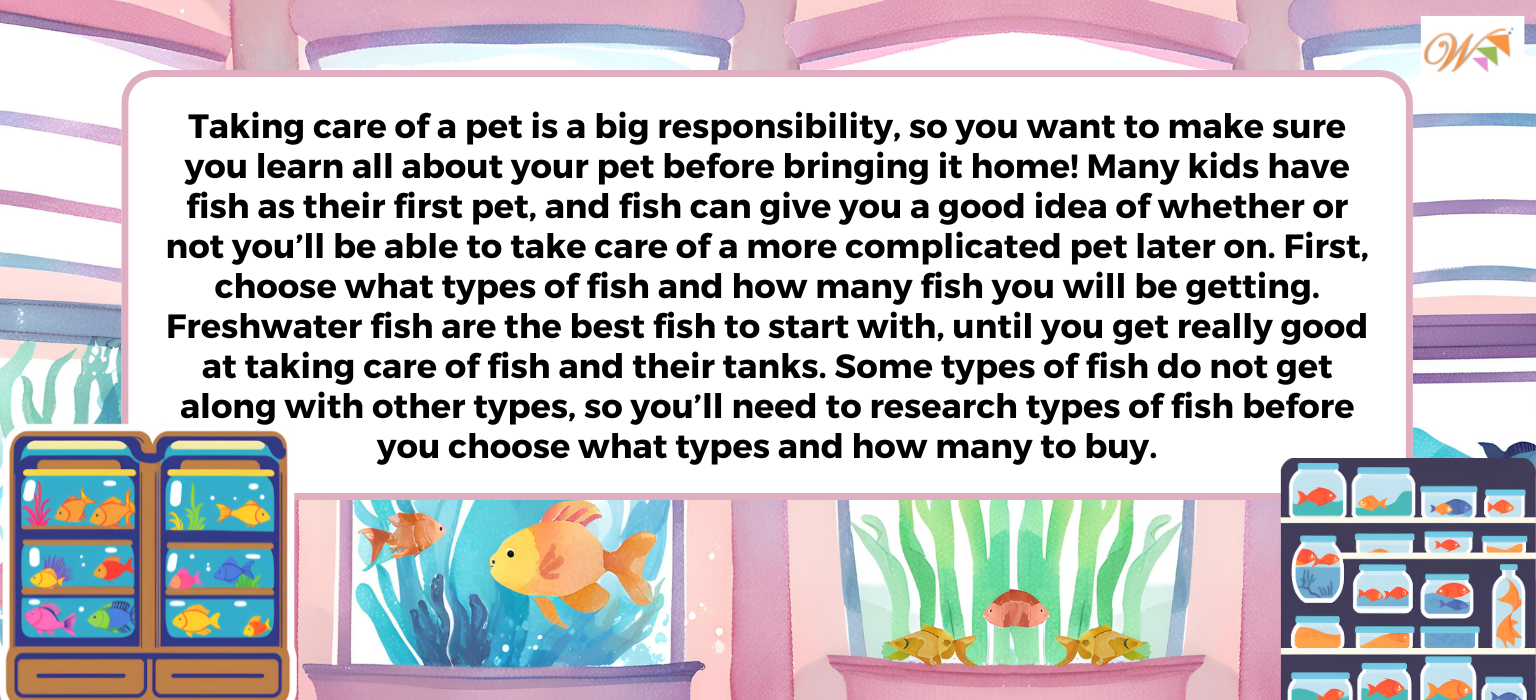 W
Taking care of a pet is a big responsibility, so you want to make sure
you learn all about your pet before bringing it home! Many kids have
fish as their first pet, and fish can give you a good idea of whether or
not you’ll be able to take care of a more complicated pet later on. First,
choose what types of fish and how many fish you will be getting.
Freshwater fish are the best fish to start with, until you get really good
at taking care of fish and their tanks. Some types of fish do not get
along with other types, so you’ll need to research types of fish before
you choose what types and how many to buy.